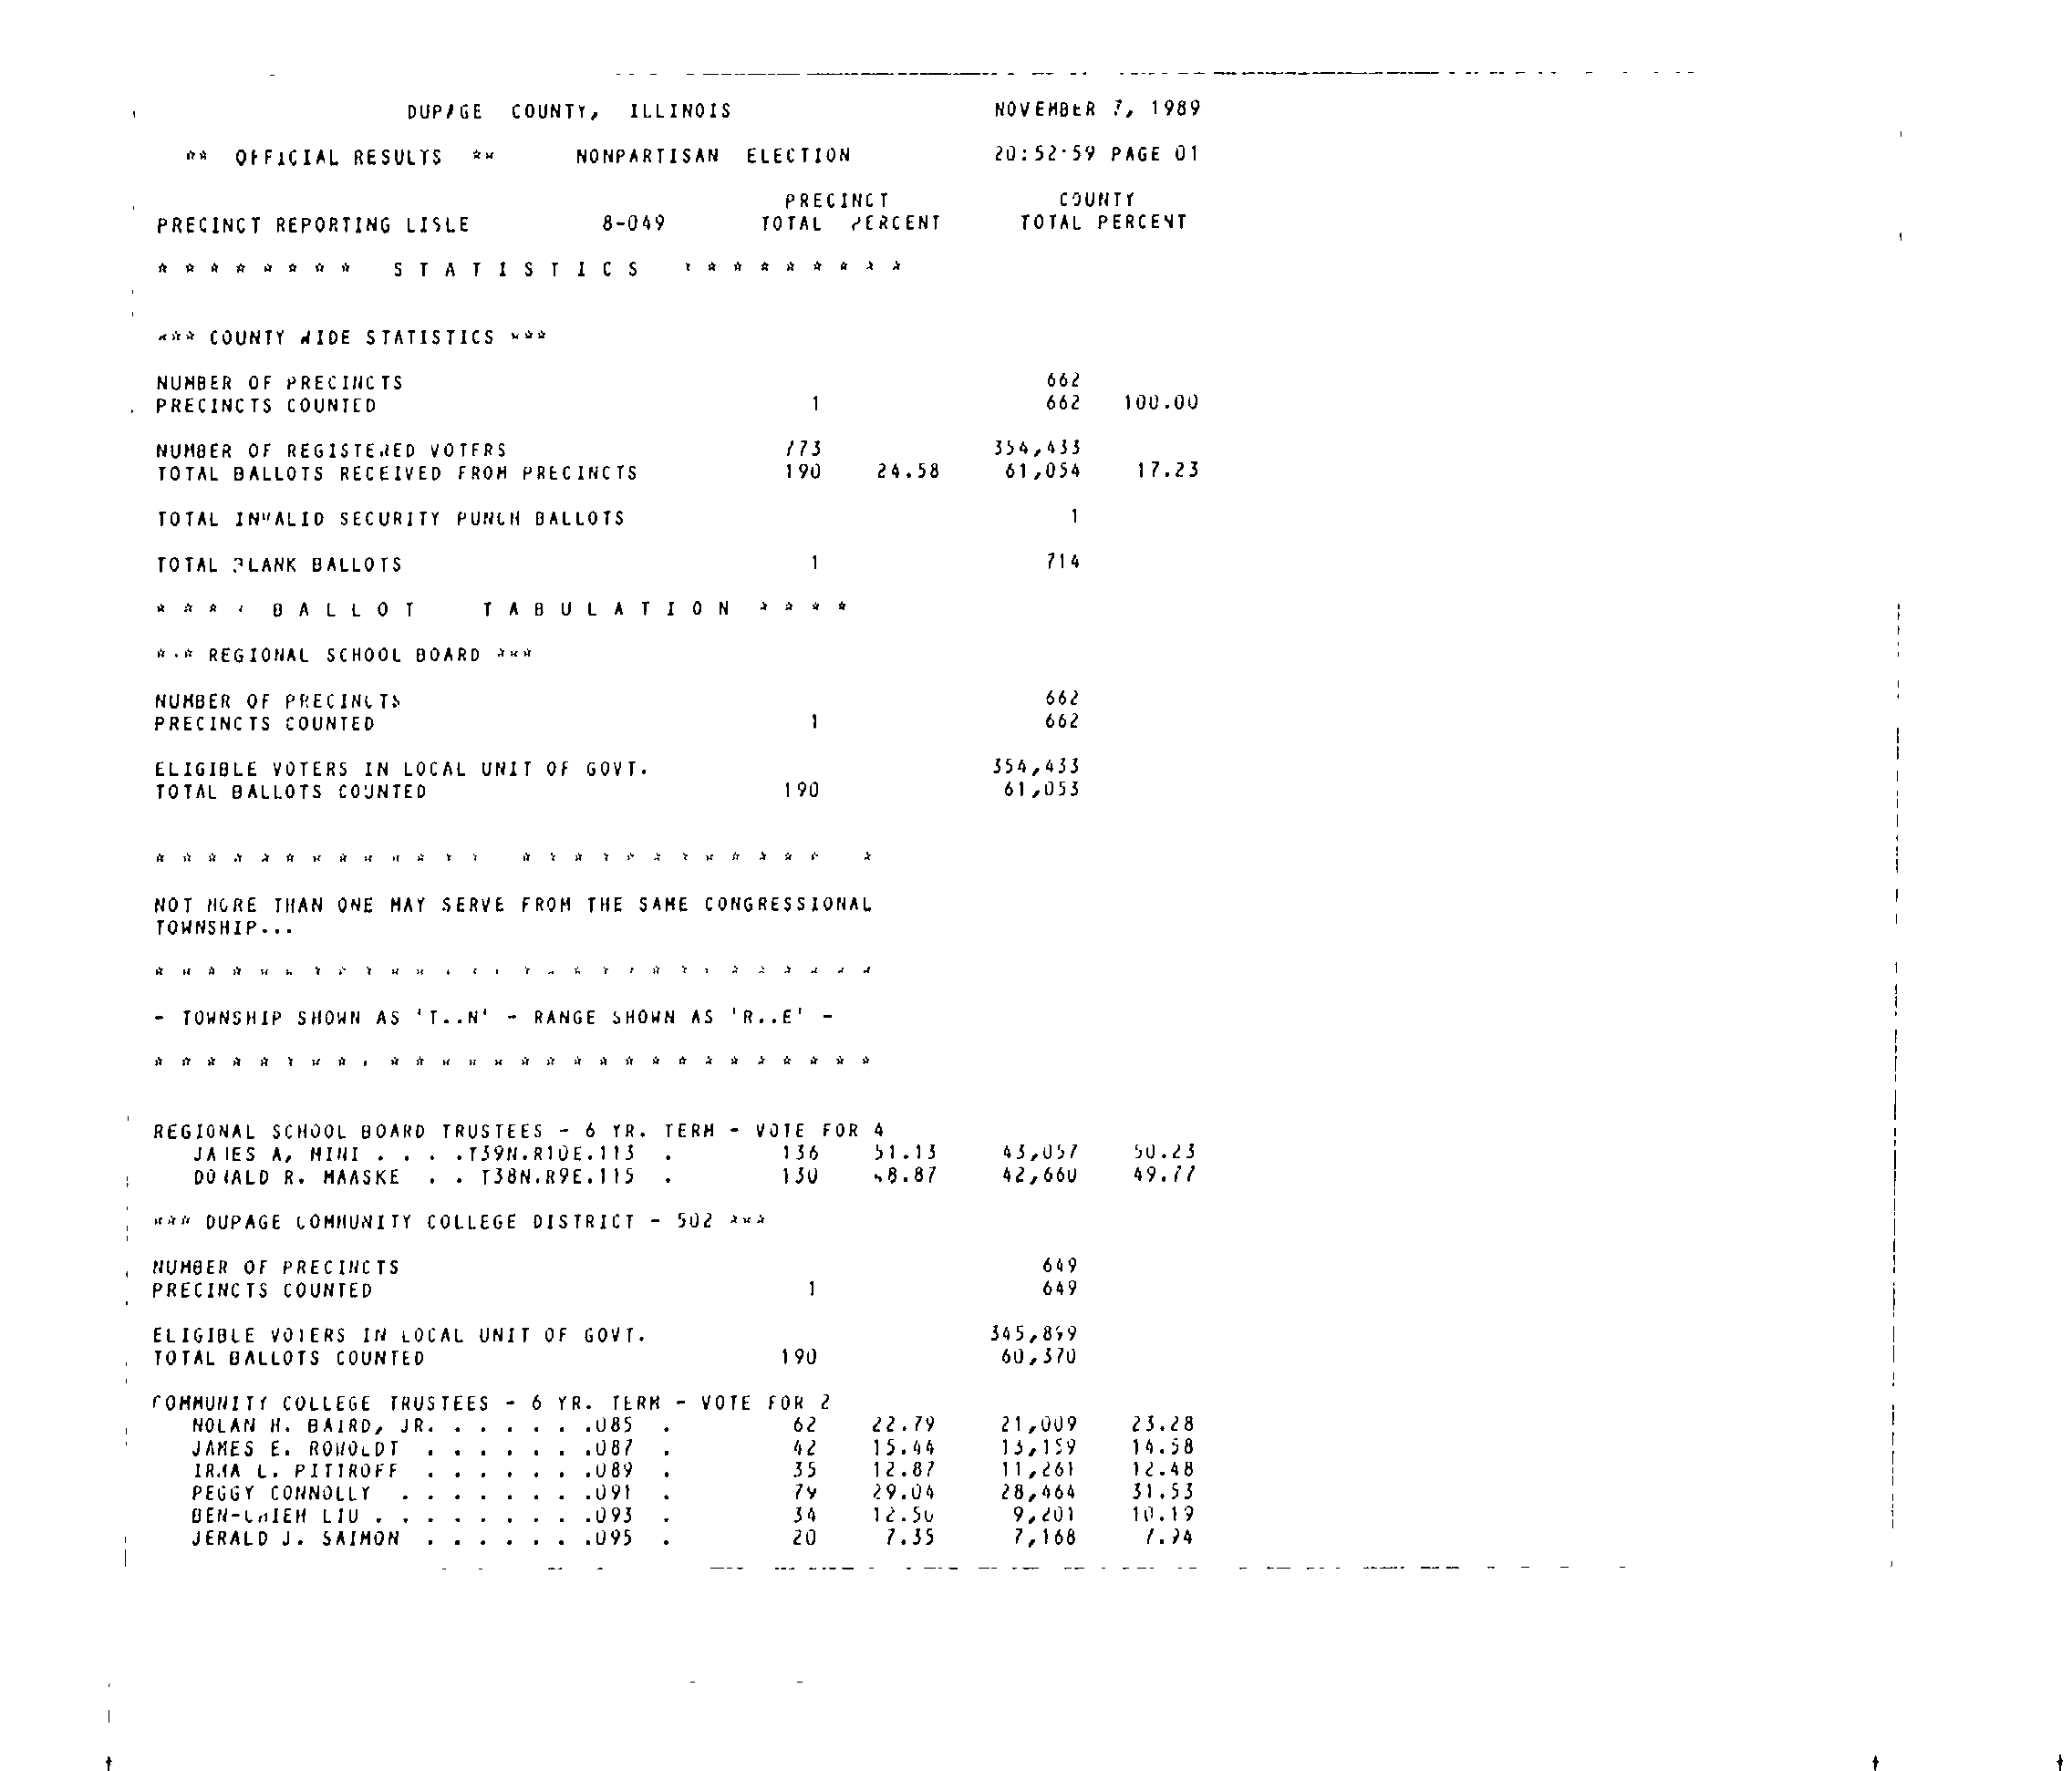 DUPAGE COUNTY, ILLINOIS NOVEMBER 7, 1989
** OFFICIAL RESULTS ** NONPARTISAN ELECTION 20:52:59 PAGE 01
PRECINCT COUNTY
PRECINCT REPORTING LISLE 8-049 TOTAL PERCENT TOTAL PERCENT
* * * * * * * * S T A T I S T I C S * * * * * * * * *
*** COUNTY WIDE STATISTICS ***
NUMBER OF PRECINCTS 662
PRECINCTS COUNTED 1 662 100.00
NUMBER OF REGISTERED VOTERS 773 354,433
TOTAL BALLOTS RECEIVED FROM PRECINCTS 190 24.58 61,054 17.23
TOTAL INVALID SECURITY PUNCH BALLOTS 1
TOTAL BLANK BALLOTS 1 714
* * * * B A L L O T T A B U L A T I O N * * * *
*** REGIONAL SCHOOL BOARD ***
NUMBER OF PRECINCTS 662
PRECINCTS COUNTED 1 662
ELIGIBLE VOTERS IN LOCAL UNIT OF GOVT. 354,433
TOTAL BALLOTS COUNTED 190 61,053
* * * * * * * * * * * * * * * * * * * * * * * * * *
NOT MORE THAN ONE MAY SERVE FROM THE SAME CONGRESSIONAL
TOWNSHIP...
* * * * * * * * * * * * * * * * * * * * * * * * * * * *
- TOWNSHIP SHOWN AS 'T..N' - RANGE SHOWN AS 'R..E' -
* * * * * * * * * * * * * * * * * * * * * * * * * * * *
REGIONAL SCHOOL BOARD TRUSTEES - 6 YR. TERM - VOTE FOR 4
JAMES A. MINI . . . .T39N.R10E.113 . 136 51.13 43,057 50.23
DONALD R. MAASKE . . T38N.R9E.115 . 130 48.87 42,660 49.77
*** DUPAGE COMMUNITY COLLEGE DISTRICT - 502 ***
NUMBER OF PRECINCTS 649
PRECINCTS COUNTED 1 649
ELIGIBLE VOTERS IN LOCAL UNIT OF GOVT.
TOTAL BALLOTS COUNTED 190 60,370
COMMUNITY COLLEGE TRUSTEES - 6 YR. TERM - VOTE FOR 2
NOLAN H. BAIRD, JR. . . . . . .085 . 62 22.79 21,009 23.28
JAMES E. ROWOLDT . . . . . . .087 . 42 15.44 13,159 14.58
IRMA L. PITTROFF . . . . . . .089 . 35 12.87 11,261 12.48
PEGGY CONNOLLY . . . . . . . .091 . 79 29.04 28,464 31.53
BEN-CHIEH LIU . . . . . . . . .093 . 34 12.50 9,201 10.19
JERALD J. SAIMON . . . . . . .095 . 20 7.35 7,168 7.94